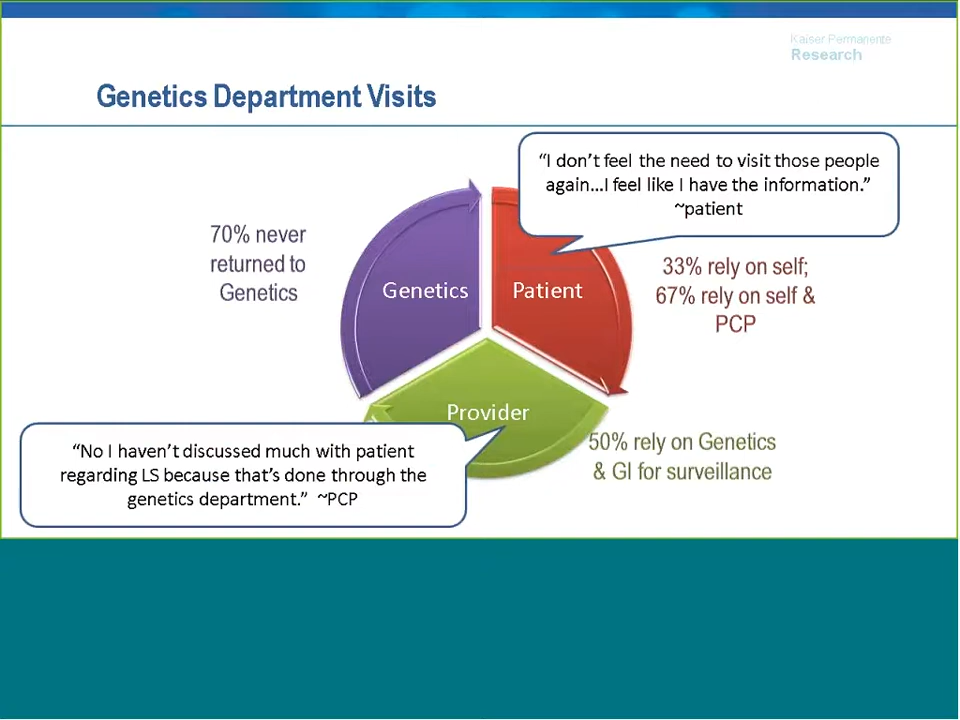 Kaiser Permanente
Research
Genetics Department Visits
“I don’t feel the need to visit those people
again...I feel like I have the information.”
~patient
70% never
returned to
Genetics
Genetics
Patient
33% rely on self;
67% rely on self &
PCP
Provider
“No I haven’t discussed much with patient
regarding LS because that’s done through the
genetics department.” ~PCP
50% rely on Genetics
& GI for surveillance